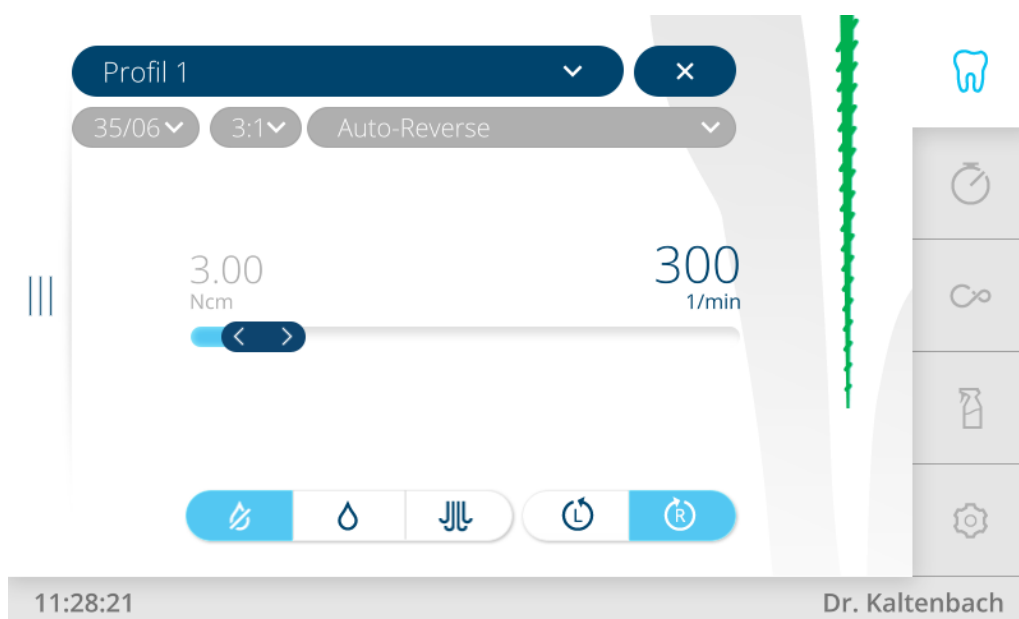 Profil 1
35/06 3:1 Auto-Reverse
3.00 300
Ncm 1/min
L R
11:28:21 Dr. Kaltenbach